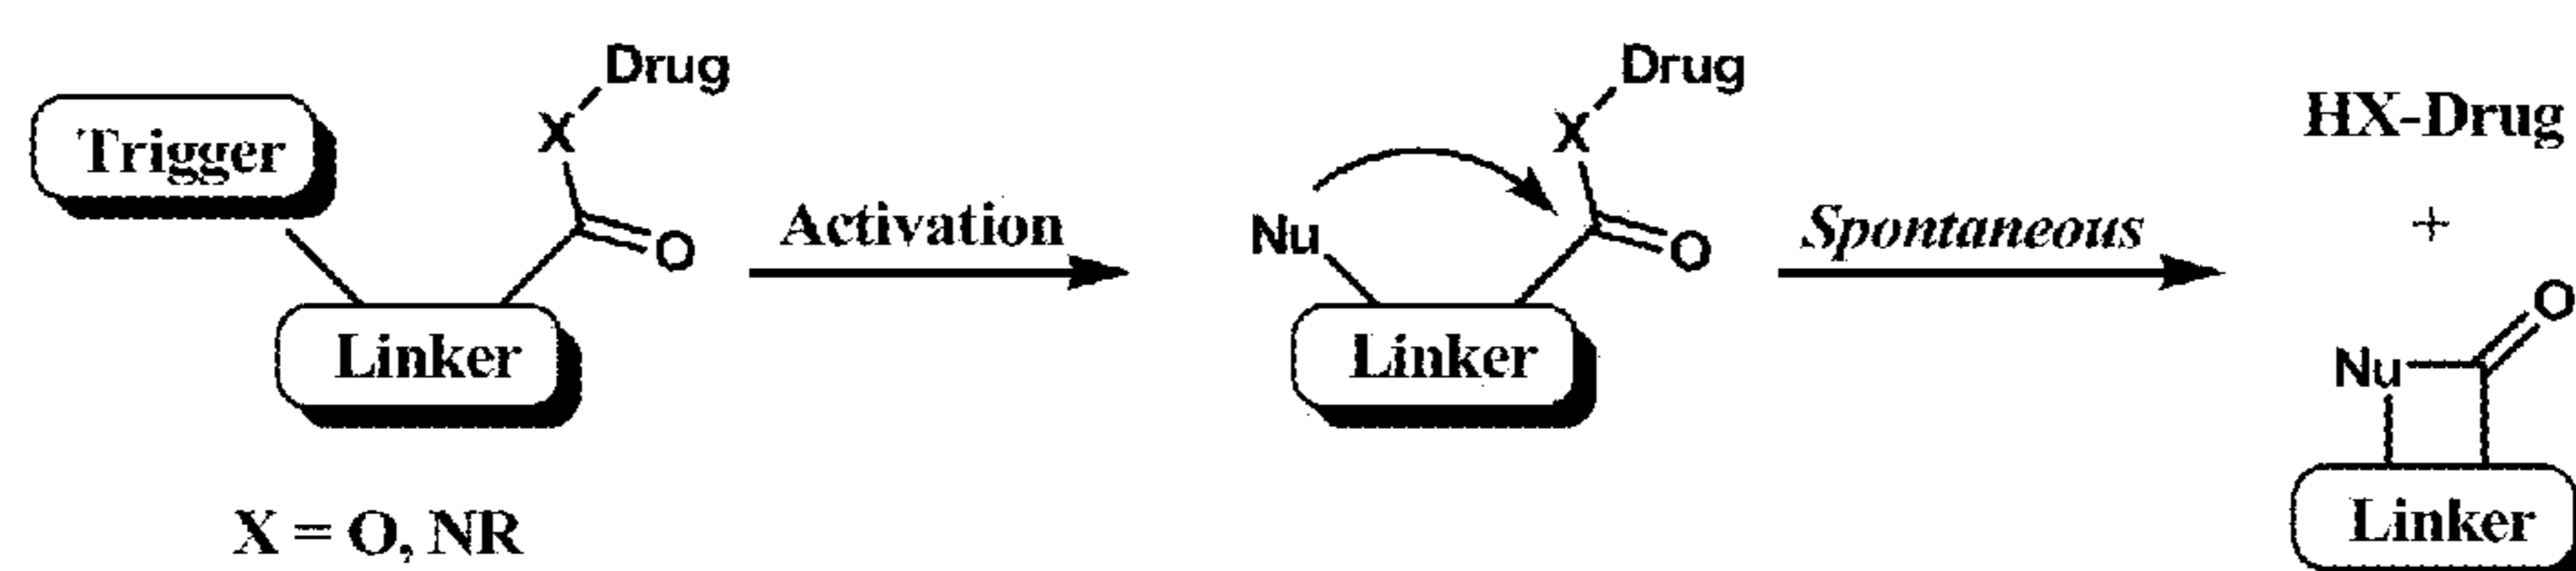 Trigger
X
Drug
O
Linker
X = O, NR
Activation
Nu
X
Drug
O
Linker
Spontaneous
HX-Drug
+
Nu
O
Linker